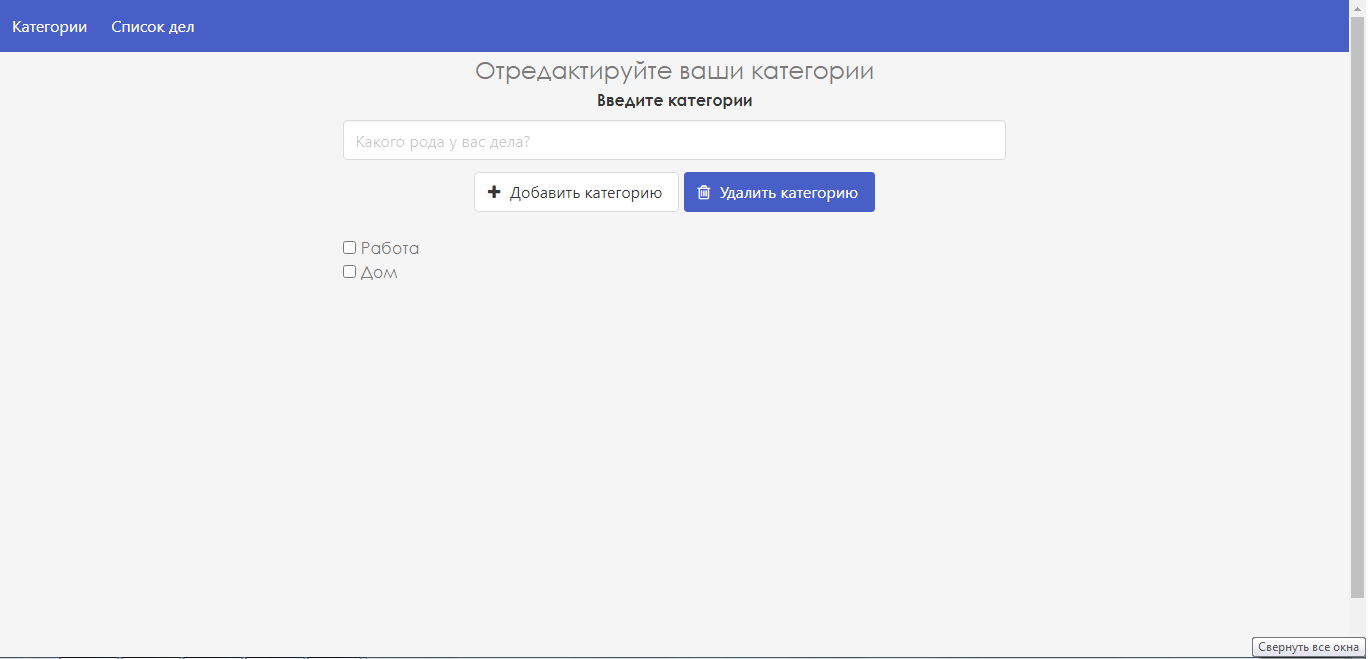 Категории Список дел
Отредактируйте ваши категории
Введите категории
Какого рода у вас дела?
Добавить категорию Удалить категорию
Работа
Дом
Свернуть все окна